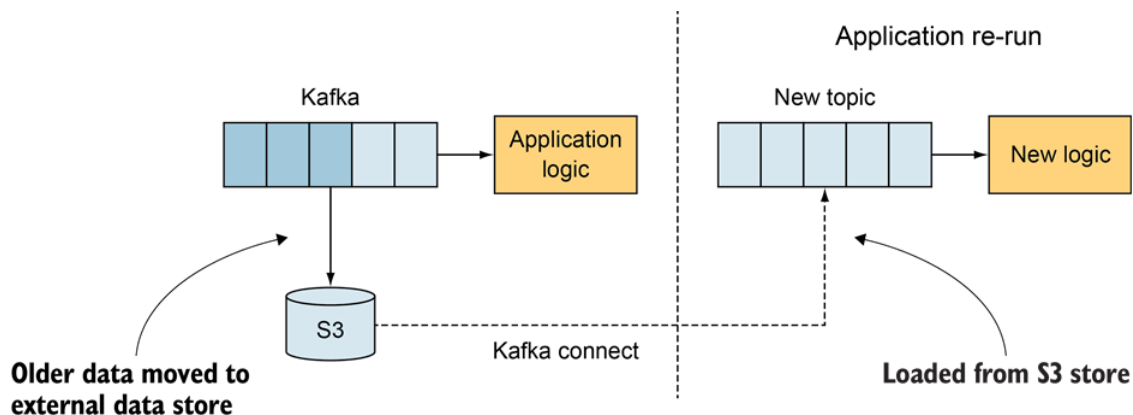 Application re-run
Kafka
New topic
Application
logic
New logic
S3
Kafka connect
Older data moved to
external data store
Loaded from S3 store